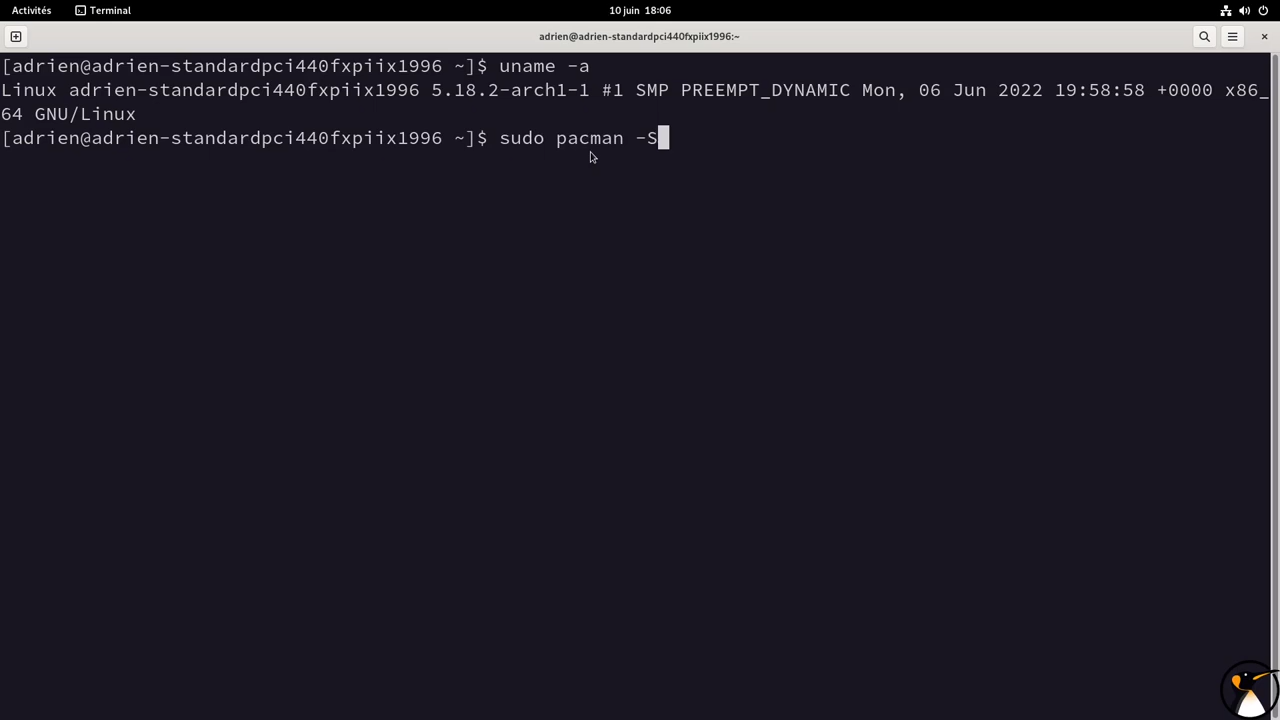 Activités Terminal 10 juin 18:06
adrien@adrien-standardpci440fxpiix1996:~
[adrien@adrien-standardpci440fxpiix1996 ~]$ uname -a
Linux adrien-standardpci440fxpiix1996 5.18.2-arch1-1 #1 SMP PREEMPT_DYNAMIC Mon, 06 Jun 2022 19:58:58 +0000 x86_
64 GNU/Linux
[adrien@adrien-standardpci440fxpiix1996 ~]$ sudo pacman -S